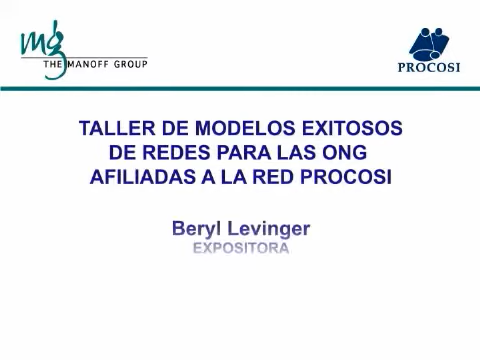 mg
THE MANOFF GROUP
PROCOSI
TALLER DE MODELOS EXITOSOS
DE REDES PARA LAS ONG
AFILIADAS A LA RED PROCOSI
Beryl Levinger
EXPOSITORA